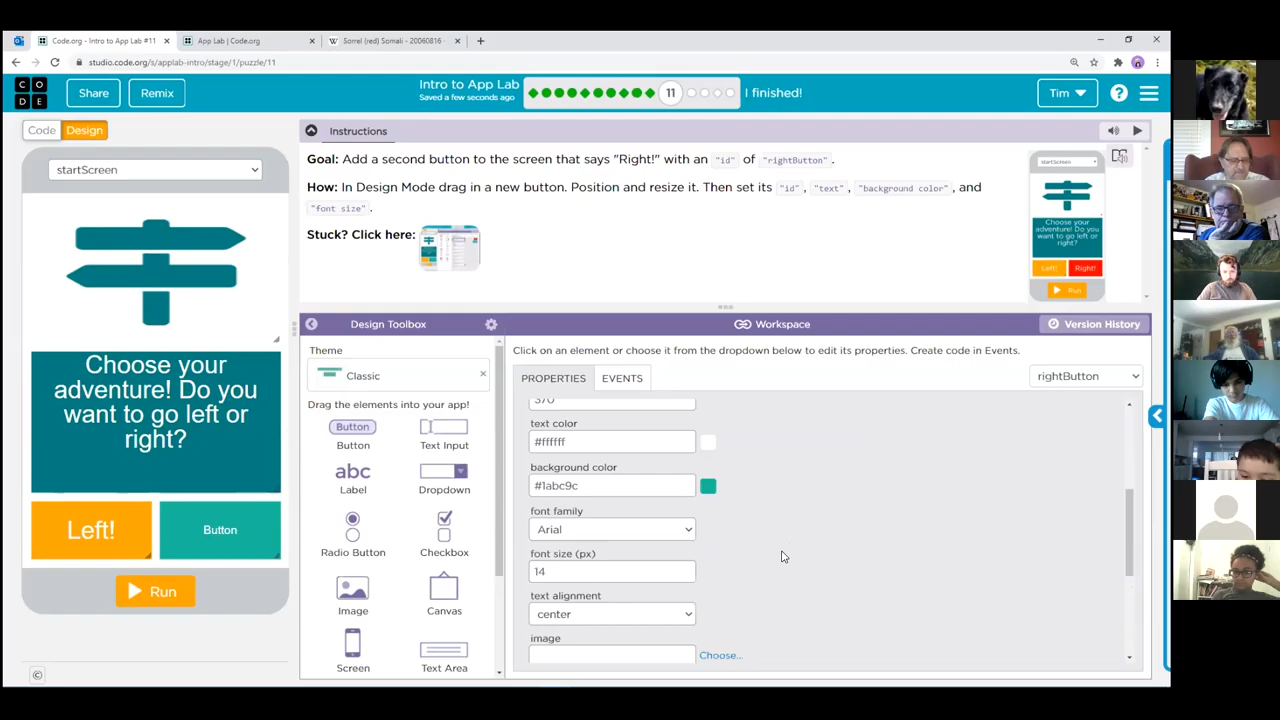 Code.org - Intro to App Lab #11
App Lab | Code.org
Sorrel (red) Somali - 20060816 -
studio.code.org/s/applab-intro/stage/1/puzzle/11
C O
D E
Share
Remix
Intro to App Lab
Saved a few seconds ago
11
I finished!
Tim
Code
Design
Instructions
startScreen
Goal: Add a second button to the screen that says "Right!" with an "id" of "rightButton".
How: In Design Mode drag in a new button. Position and resize it. Then set its "id", "text", "background color", and
"font size".
Stuck? Click here:
startScreen
Choose your
adventure! Do you
want to go left or
right?
Left!
Right!
Run
Design Toolbox
Workspace
Version History
Theme
Classic
Drag the elements into your app!
Button
Button
Text Input
abc
Label
Dropdown
Radio Button
Checkbox
Image
Canvas
Screen
Text Area
Click on an element or choose it from the dropdown below to edit its properties. Create code in Events.
PROPERTIES
EVENTS
rightButton
370
text color
#ffffff
background color
#1abc9c
font family
Arial
font size (px)
14
text alignment
center
image
Choose...
Choose your
adventure! Do you
want to go left or
right?
Left!
Button
Run